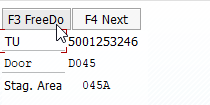 F3 FreeDo F4 Next
TU 5001253246
Door D045
Stag. Area 045A